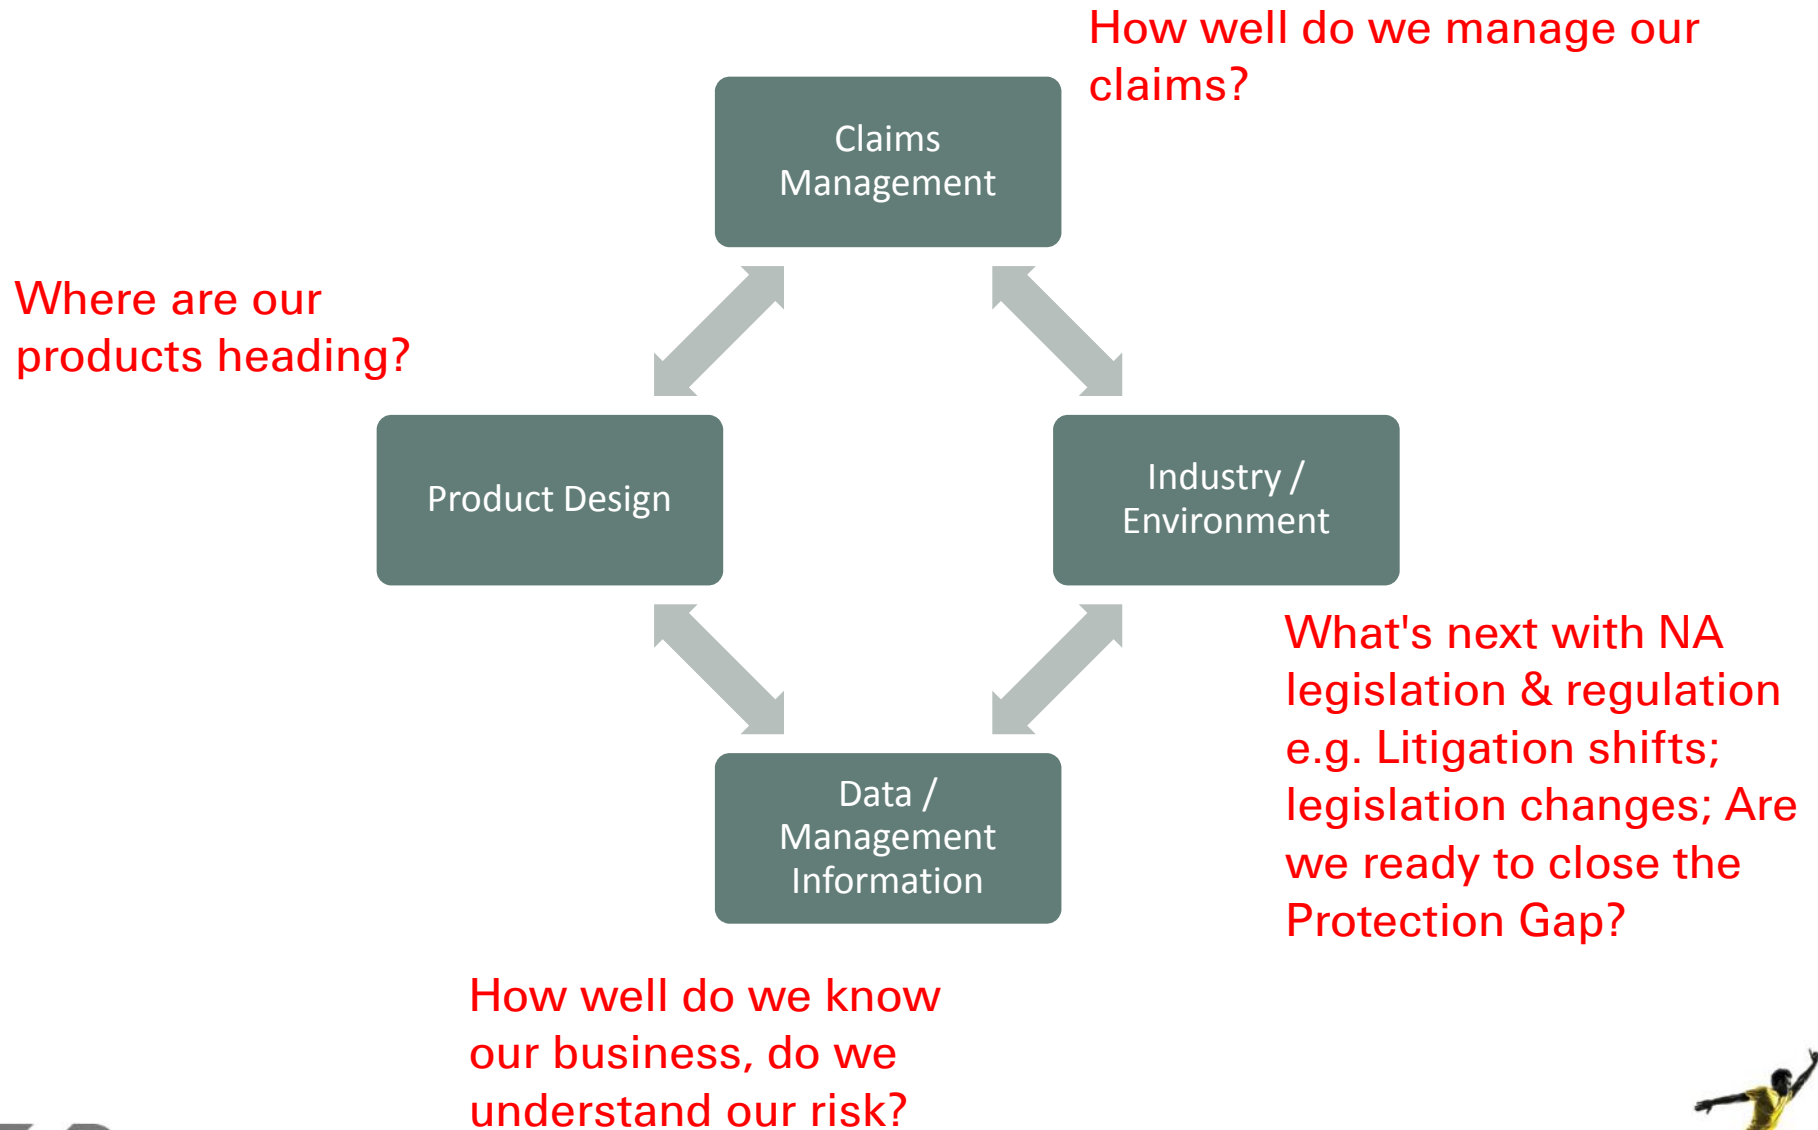 How well do we manage our
claims?
Claims
Management
Where are our
products heading?
Product Design
Industry /
Environment
What's next with NA
legislation & regulation
e.g. Litigation shifts;
legislation changes; Are
we ready to close the
Protection Gap?
Data /
Management
Information
How well do we know
our business, do we
understand our risk?